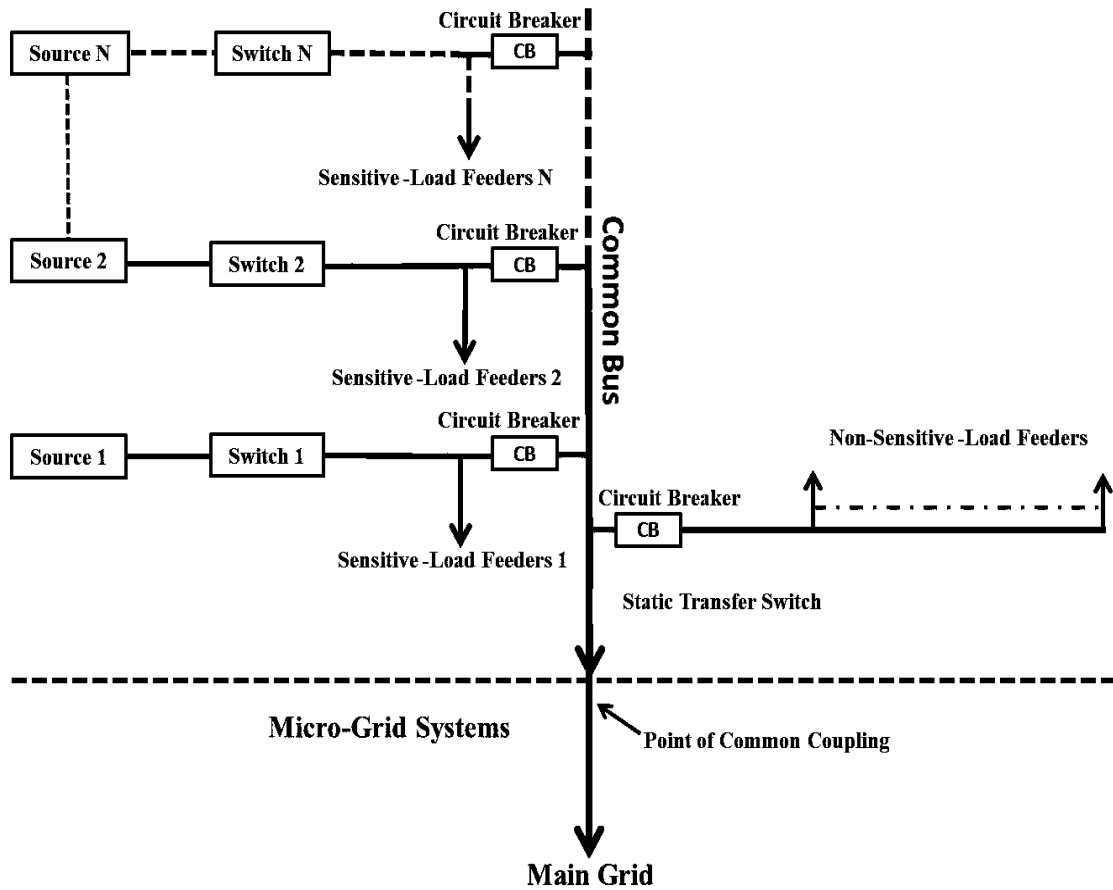 Circuit Breaker
Source N
Switch N
CB
Sensitive -Load Feeders N
Circuit Breaker
Source 2
Switch 2
CB
Common Bus
Sensitive -Load Feeders 2
Circuit Breaker
Source 1
Switch 1
CB
Non-Sensitive -Load Feeders
Circuit Breaker
CB
Sensitive -Load Feeders 1
Static Transfer Switch
Micro-Grid Systems
Point of Common Coupling
Main Grid